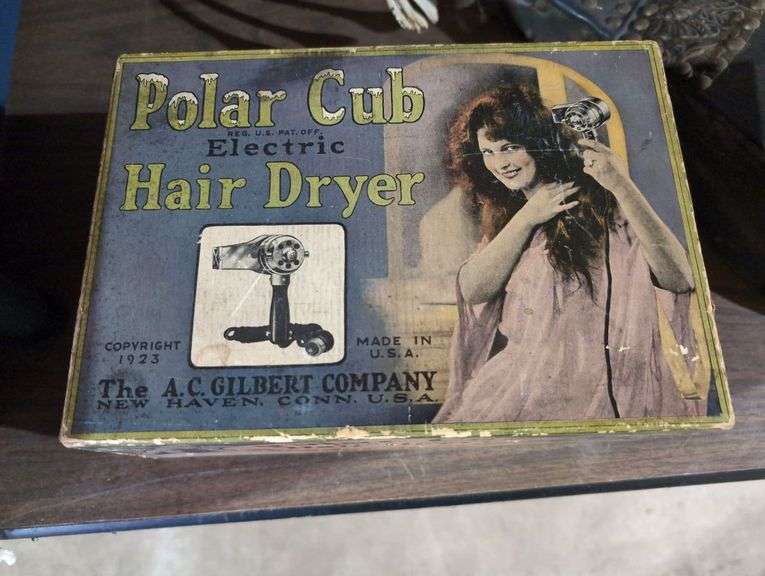 Polar Cub
REG. U.S. PAT. OFF.
Electric
Hair Dryer
COPYRIGHT
1923
MADE IN
U.S.A.
The A.C. GILBERT COMPANY
NEW HAVEN. CONN. U.S.A.